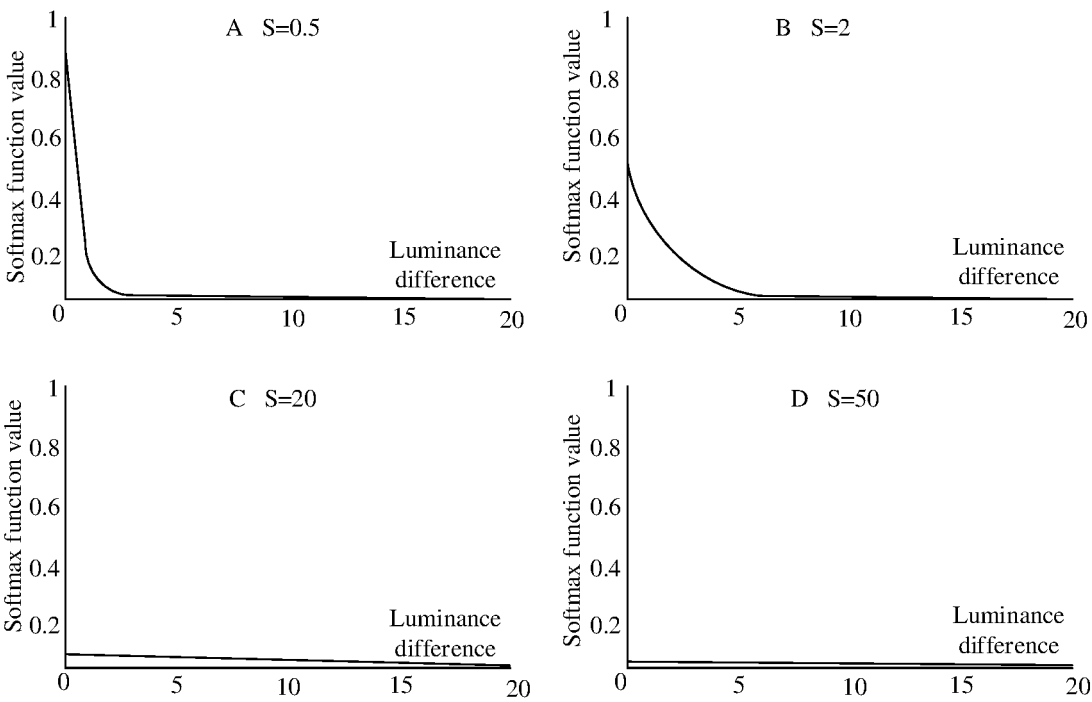 A S=0.5
Softmax function value
1
0.8
0.6
0.4
0.2
Luminance
difference
0 5 10 15 20
B S=2
Softmax function value
1
0.8
0.6
0.4
0.2
Luminance
difference
0 5 10 15 20
C S=20
Softmax function value
1
0.8
0.6
0.4
0.2
Luminance
difference
0 5 10 15 20
D S=50
Softmax function value
1
0.8
0.6
0.4
0.2
Luminance
difference
0 5 10 15 20